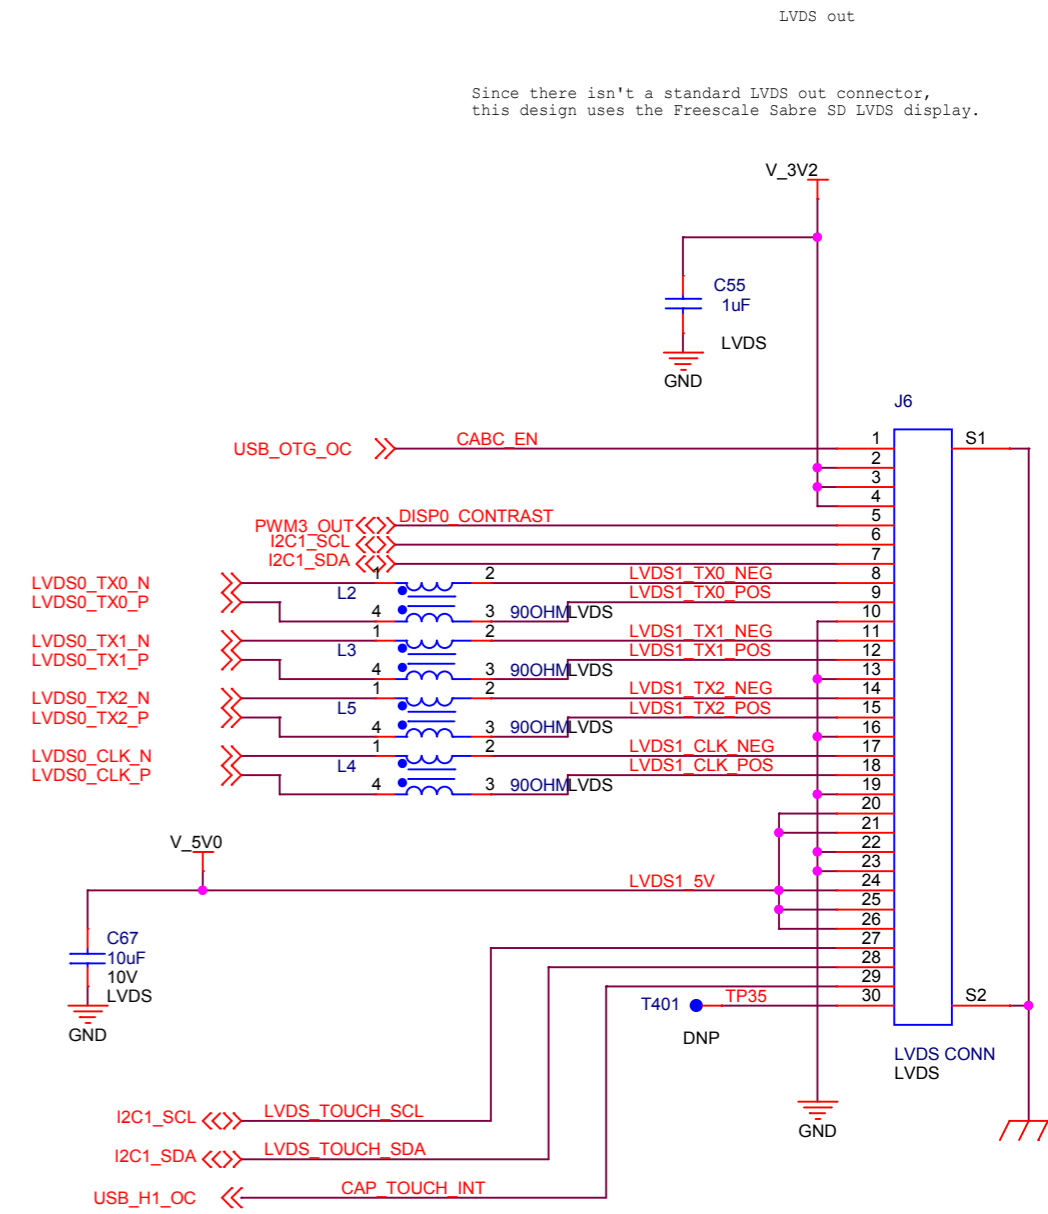 LVDS out
Since there isn't a standard LVDS out connector,
this design uses the Freescale Sabre SD LVDS display.
V_3V2
C55
1uF
LVDS
GND
J6
USB_OTG_OC CABC_EN 1 S1
2
3
4
PWM3_OUT DISP0_CONTRAST 5
I2C1_SCL 6
I2C1_SDA 7
LVDS0_TX0_N 1 2 LVDS1_TX0_NEG 8
LVDS0_TX0_P L2 LVDS1_TX0_POS 9
4 3 90OHM LVDS 10
LVDS0_TX1_N 1 2 LVDS1_TX1_NEG 11
LVDS0_TX1_P L3 LVDS1_TX1_POS 12
4 3 90OHM LVDS 13
LVDS0_TX2_N 1 2 LVDS1_TX2_NEG 14
LVDS0_TX2_P L5 LVDS1_TX2_POS 15
4 3 90OHM LVDS 16
LVDS0_CLK_N 1 2 LVDS1_CLK_NEG 17
LVDS0_CLK_P L4 LVDS1_CLK_POS 18
4 3 90OHM LVDS 19
20
21
V_5V0 22
23
LVDS1_5V 24
25
26
C67 27
10uF 28
10V 29
LVDS T401 TP35 30 S2
GND DNP
LVDS CONN
LVDS
I2C1_SCL LVDS_TOUCH_SCL
GND
I2C1_SDA LVDS_TOUCH_SDA
USB_H1_OC CAP_TOUCH_INT